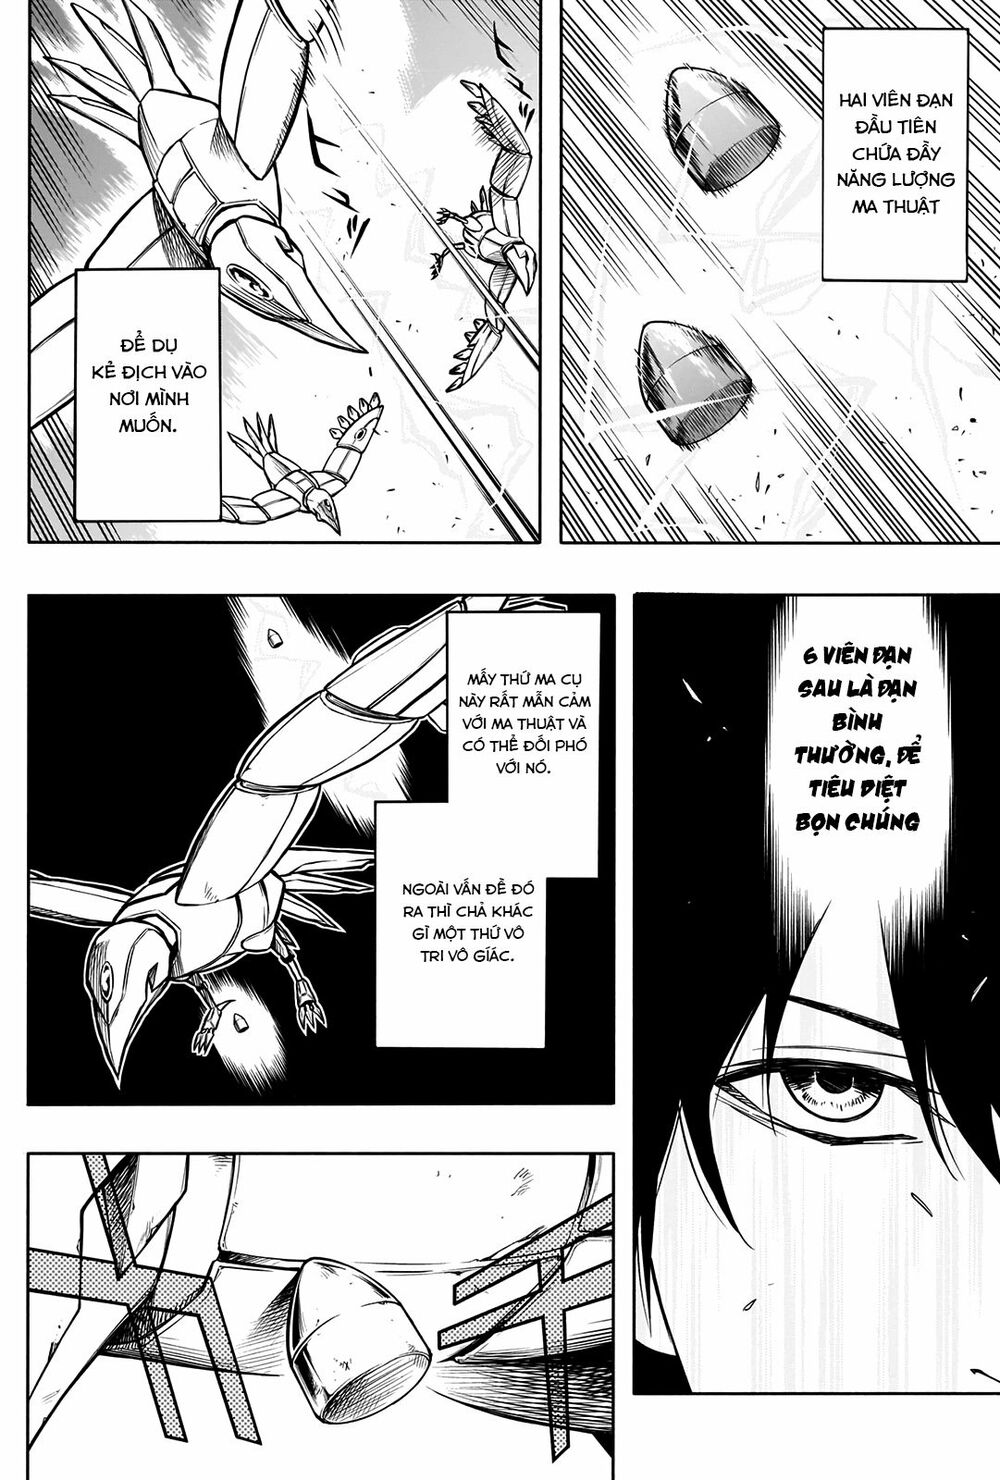 HAI VIÊN ĐẠN
ĐẦU TIÊN
CHỨA ĐẦY
NĂNG LƯỢNG
MA THUẬT
ĐỂ DỤ
KẺ ĐỊCH VÀO
NƠI MÌNH
MUỐN.
6 VIÊN ĐẠN
SAU LÀ ĐẠN
BÌNH
THƯỜNG, ĐỂ
TIÊU DIỆT
BỌN CHÚNG
MẤY THỨ MA CỤ
NÀY RẤT MẪN CẢM
VỚI MA THUẬT VÀ
CÓ THỂ ĐỐI PHÓ
VỚI NÓ.
NGOÀI VẤN ĐỀ ĐÓ
RA THÌ CHẢ KHÁC
GÌ MỘT THỨ VÔ
TRI VÔ GIÁC.